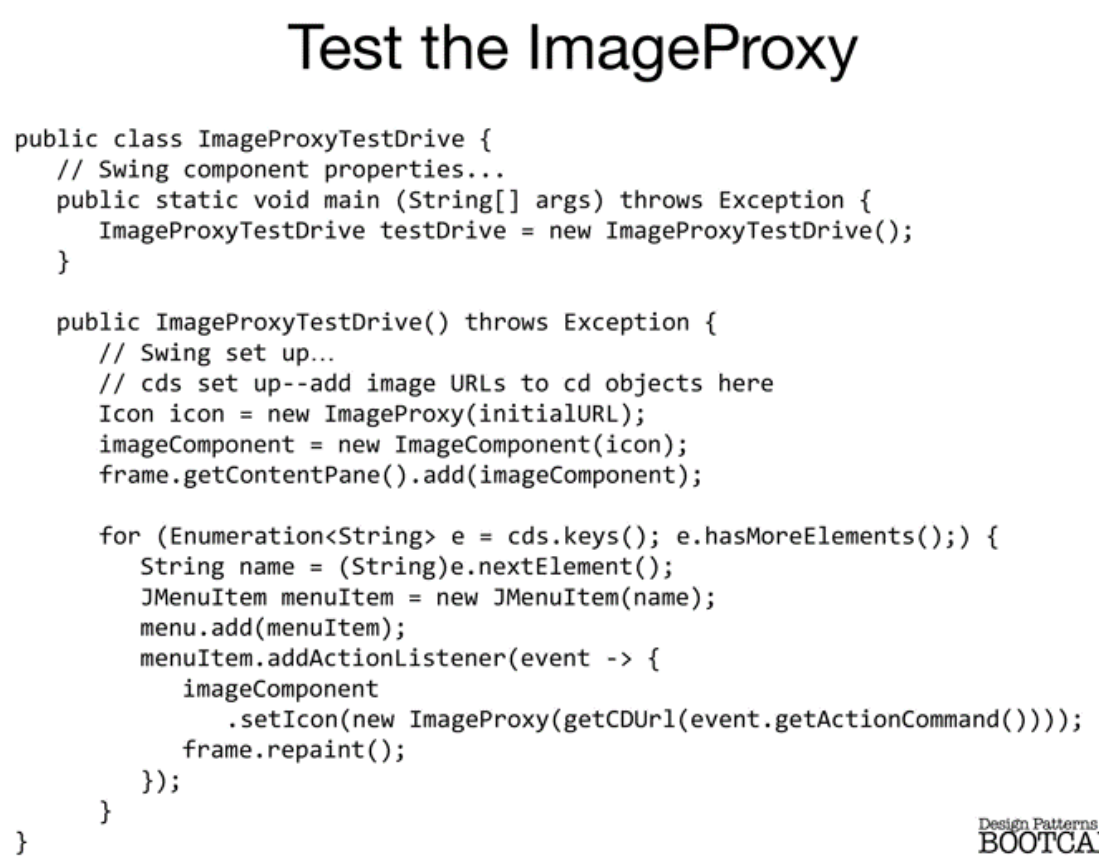 Test the ImageProxy
public class ImageProxyTestDrive {
// Swing component properties...
public static void main (String[] args) throws Exception {
ImageProxyTestDrive testDrive = new ImageProxyTestDrive();
}
public ImageProxyTestDrive() throws Exception {
// Swing set up…
// cds set up--add image URLs to cd objects here
Icon icon = new ImageProxy(initialURL);
imageComponent = new ImageComponent(icon);
frame.getContentPane().add(imageComponent);
for (Enumeration<String> e = cds.keys(); e.hasMoreElements();) {
String name = (String)e.nextElement();
JMenuItem menuItem = new JMenuItem(name);
menu.add(menuItem);
menuItem.addActionListener(event -> {
imageComponent
.setIcon(new ImageProxy(getCDUrl(event.getActionCommand())));
frame.repaint();
});
}
}
Design Patterns
BOOTCA